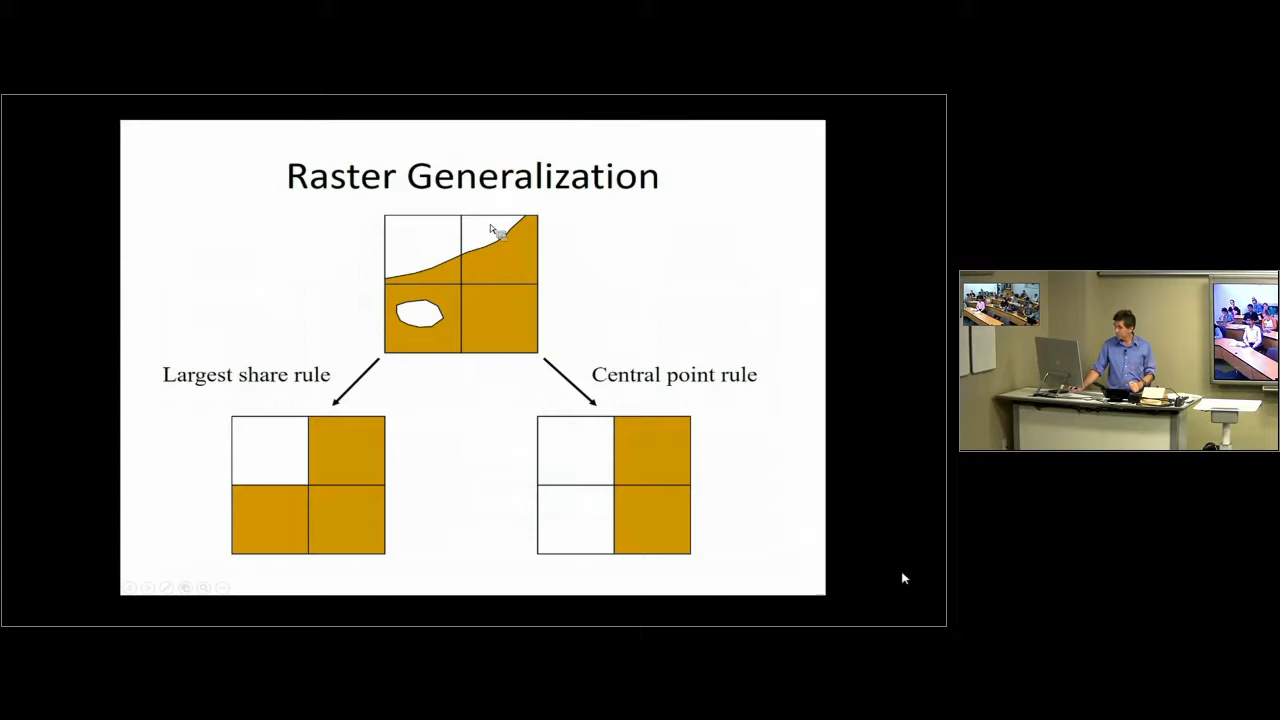 Raster Generalization
Largest share rule
Central point rule